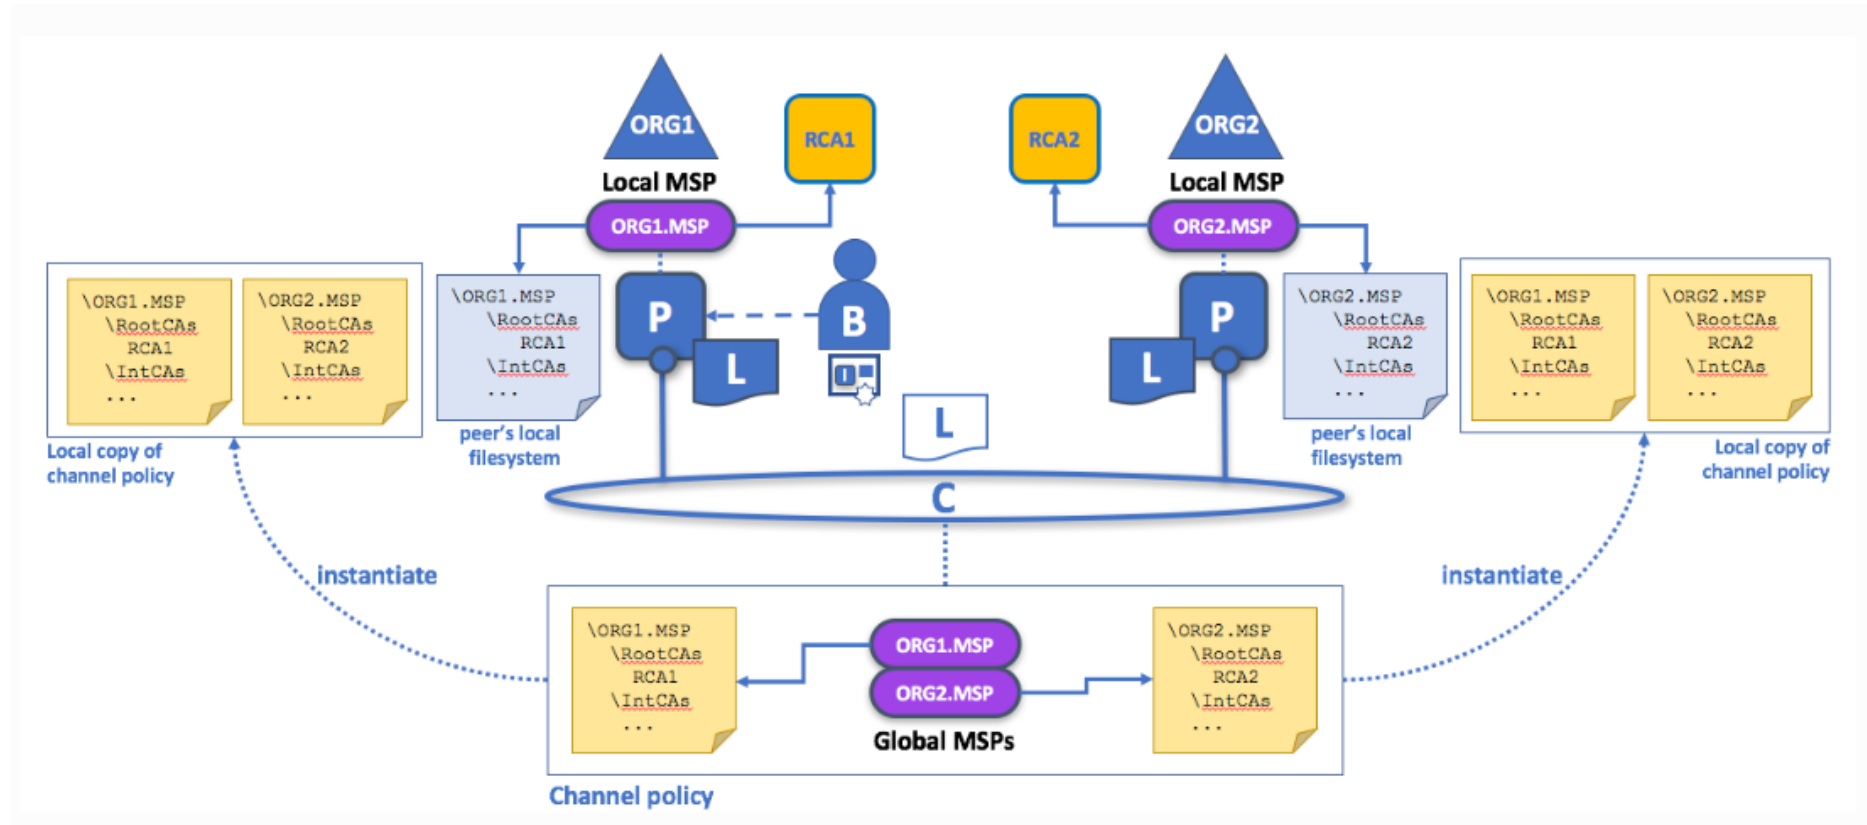 ORG1
RCA1
RCA2
ORG2
Local MSP
Local MSP
ORG1.MSP
ORG2.MSP
\ORG1.MSP
\RootCAs
RCA1
\IntCAs
...
\ORG2.MSP
\RootCAs
RCA2
\IntCAs
...
Local copy of
channel policy
\ORG1.MSP
\RootCAs
RCA1
\IntCAs
...
peer's local
filesystem
P
L
B
I
L
P
L
\ORG2.MSP
\RootCAs
RCA2
\IntCAs
...
peer's local
filesystem
\ORG1.MSP
\RootCAs
RCA1
\IntCAs
...
\ORG2.MSP
\RootCAs
RCA2
\IntCAs
...
Local copy of
channel policy
C
instantiate
instantiate
\ORG1.MSP
\RootCAs
RCA1
\IntCAs
...
ORG1.MSP
ORG2.MSP
Global MSPs
\ORG2.MSP
\RootCAs
RCA2
\IntCAs
...
Channel policy